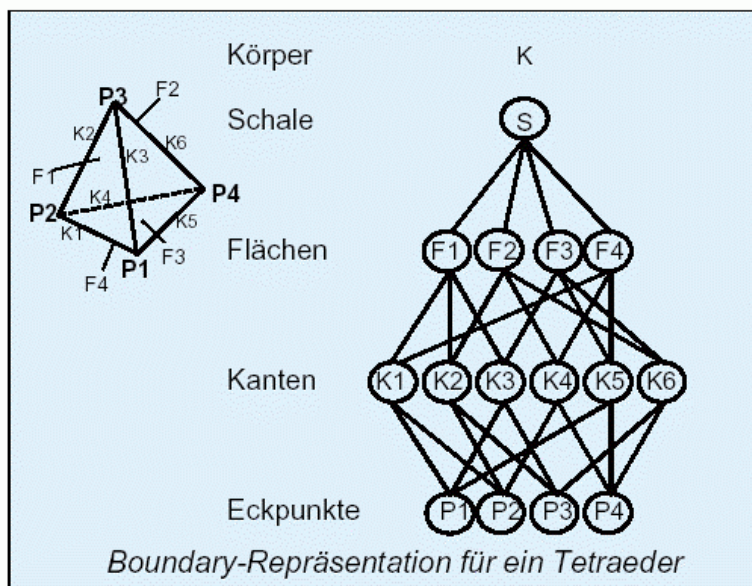 Körper K
P3
F2
K2
K3
K6
F1
K4
P2
P4
K1
K5
P1
F3
F4
Schale S
Flächen F1 F2 F3 F4
Kanten K1 K2 K3 K4 K5 K6
Eckpunkte P1 P2 P3 P4
Boundary-Repräsentation für ein Tetraeder